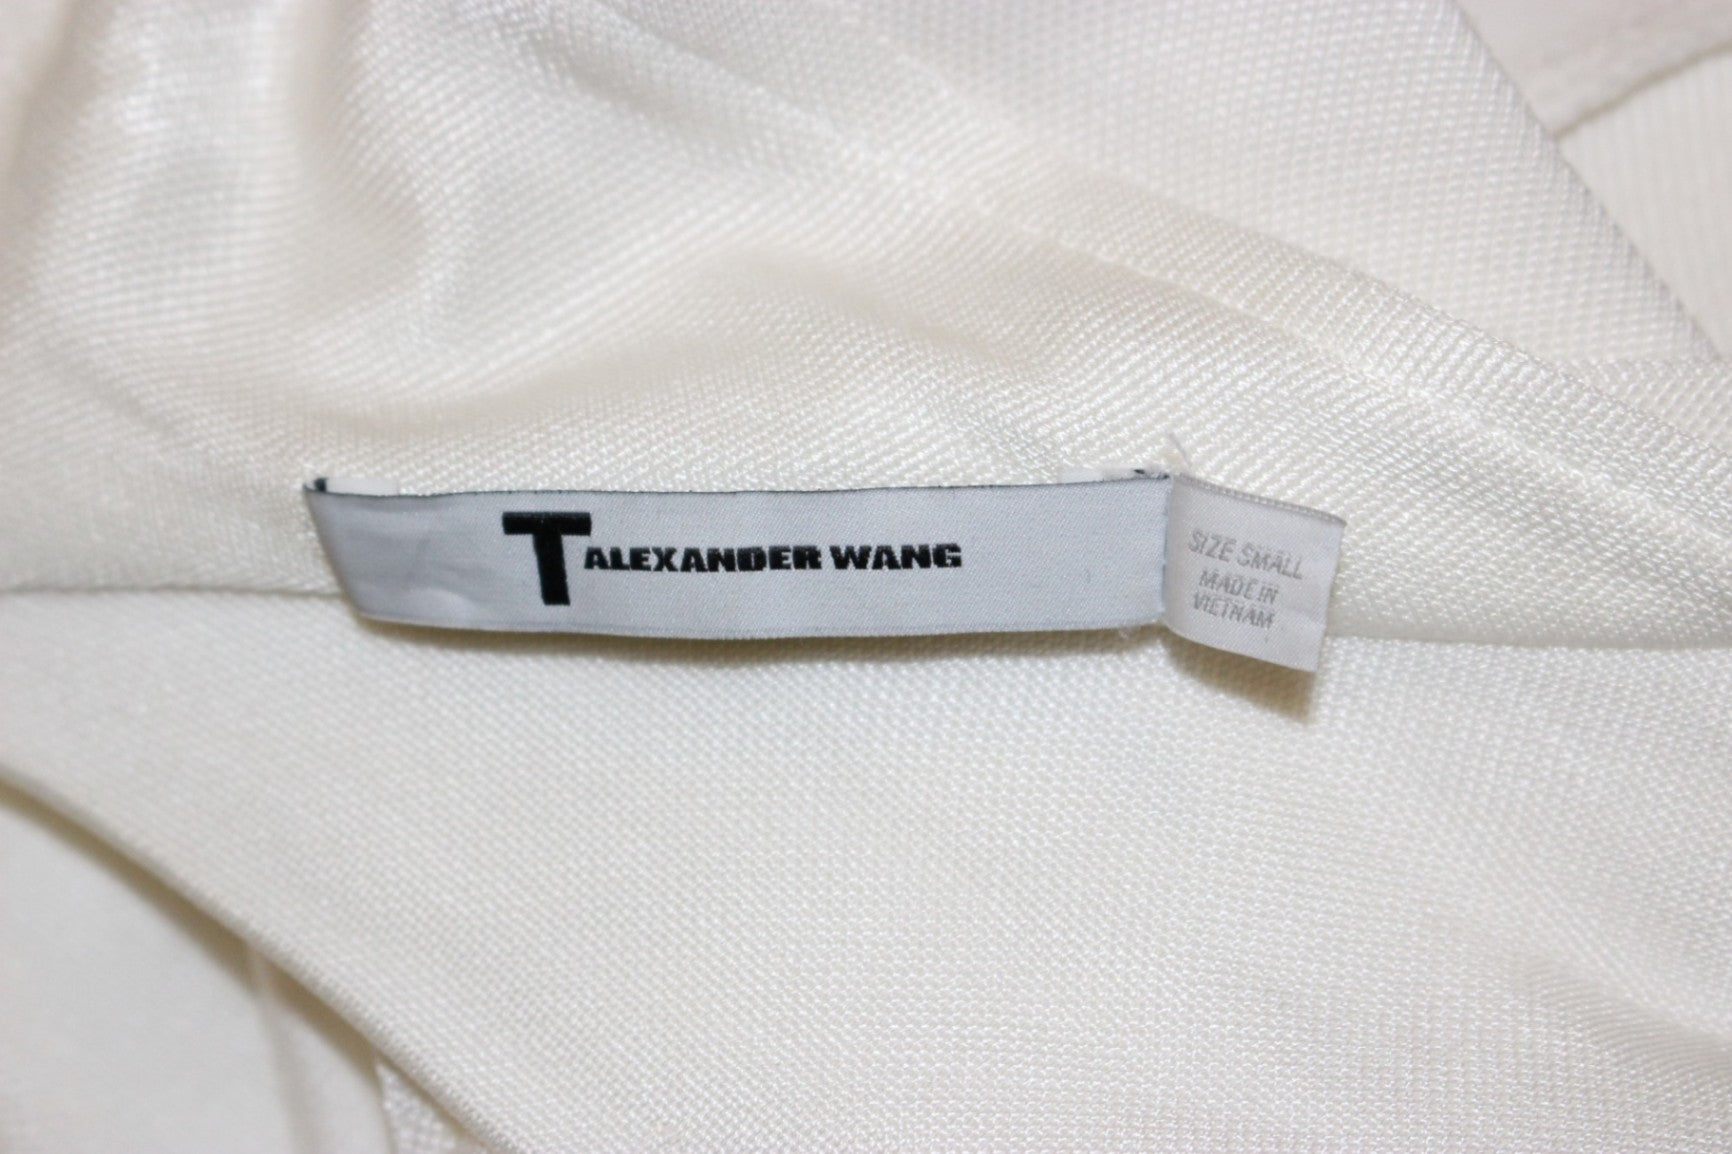 T ALEXANDER WANG
SIZE SMALL
MADE IN
VIETNAM